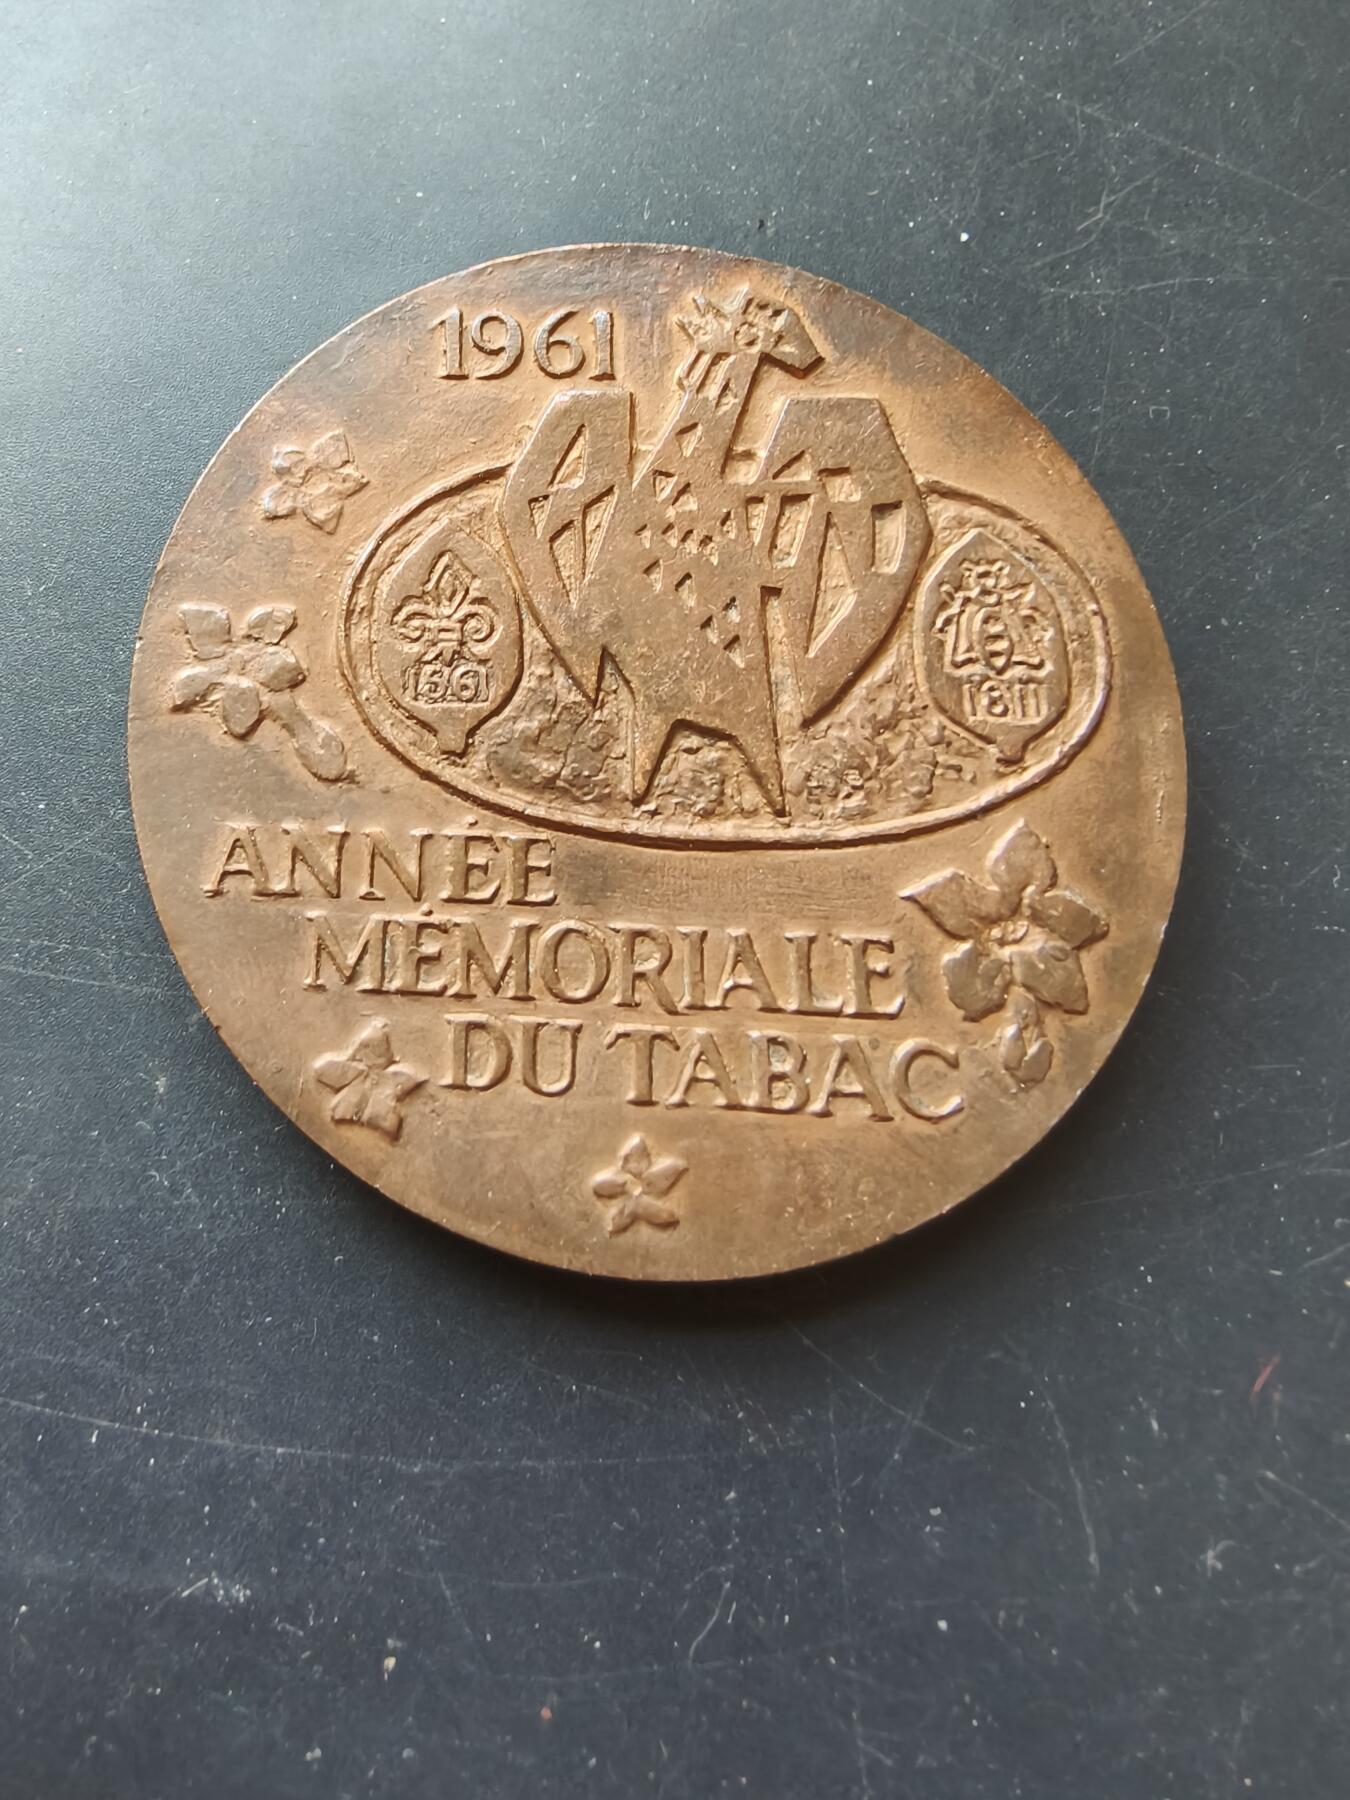 1961
1561
1811
ANNÉE
MÉMORIALE
DU TABAC